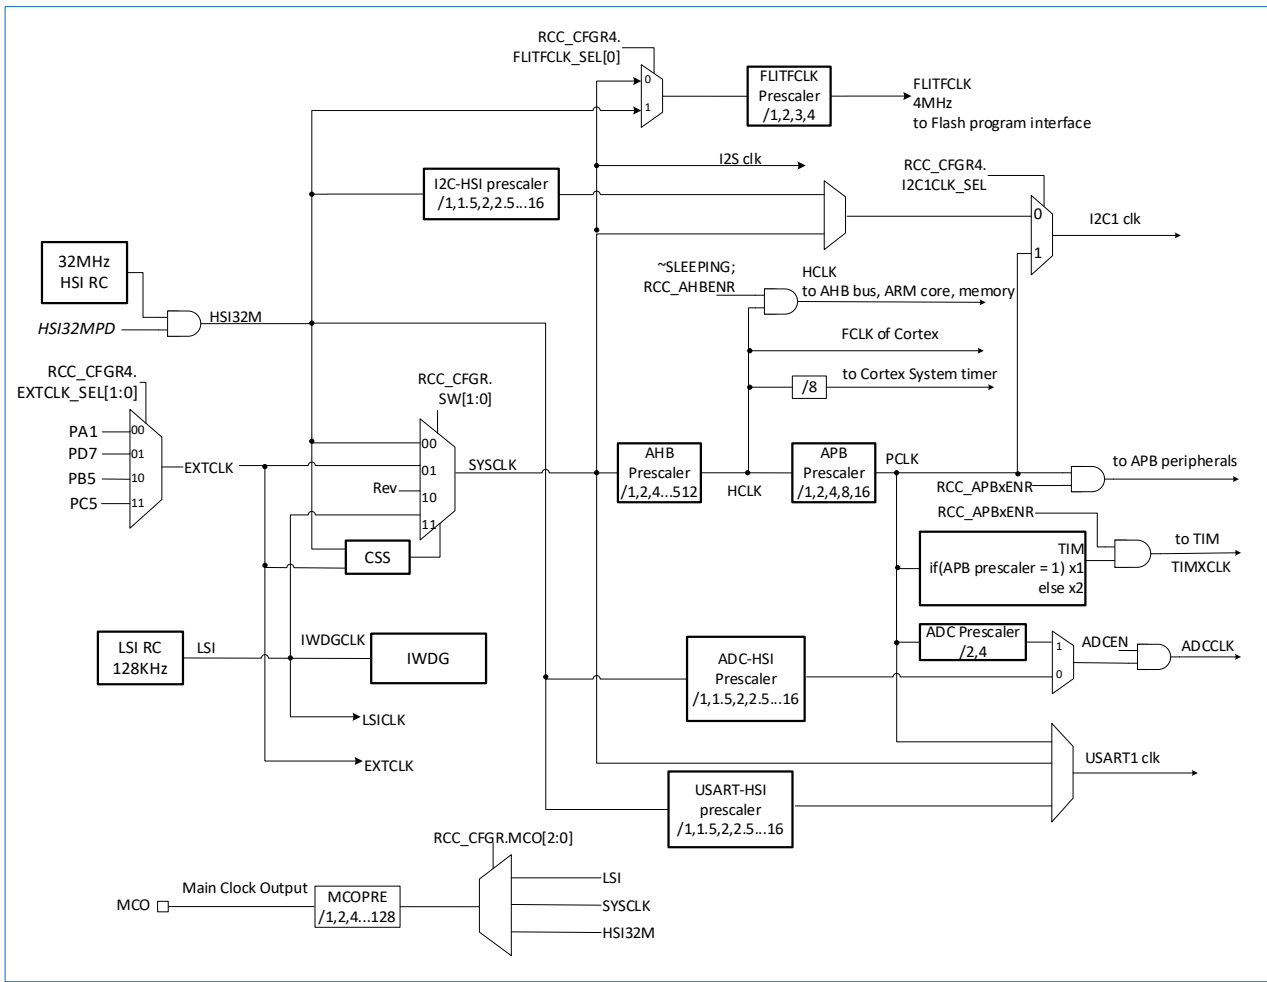 RCC_CFGR4.
FLITFCLK_SEL[0]
0
1
FLITFCLK
Prescaler
/1,2,3,4
FLITFCLK
4MHz
to Flash program interface
I2S clk
RCC_CFGR4.
I2C1CLK_SEL
I2C-HSI prescaler
/1,1.5,2,2.5...16
0
1
I2C1 clk
32MHz
HSI RC
HSI32MPD
HSI32M
~SLEEPING;
RCC_AHBENR
HCLK
to AHB bus, ARM core, memory
FCLK of Cortex
/8
to Cortex System timer
RCC_CFGR4.
EXTCLK_SEL[1:0]
PA1
00
PD7
01
PB5
10
PC5
11
EXTCLK
RCC_CFGR.
SW[1:0]
00
01
Rev
10
11
SYSCLK
CSS
AHB
Prescaler
/1,2,4...512
HCLK
APB
Prescaler
/1,2,4,8,16
PCLK
RCC_APBxENR
to APB peripherals
RCC_APBxENR
TIM
if(APB prescaler = 1) x1
else x2
to TIM
TIMXCLK
LSI RC
128KHz
LSI
IWDGCLK
IWDG
LSICLK
EXTCLK
ADC-HSI
Prescaler
/1,1.5,2,2.5...16
ADC Prescaler
/2,4
1
0
ADCEN
ADCCLK
USART-HSI
prescaler
/1,1.5,2,2.5...16
USART1 clk
RCC_CFGR.MCO[2:0]
MCO
Main Clock Output
MCOPRE
/1,2,4...128
LSI
SYSCLK
HSI32M